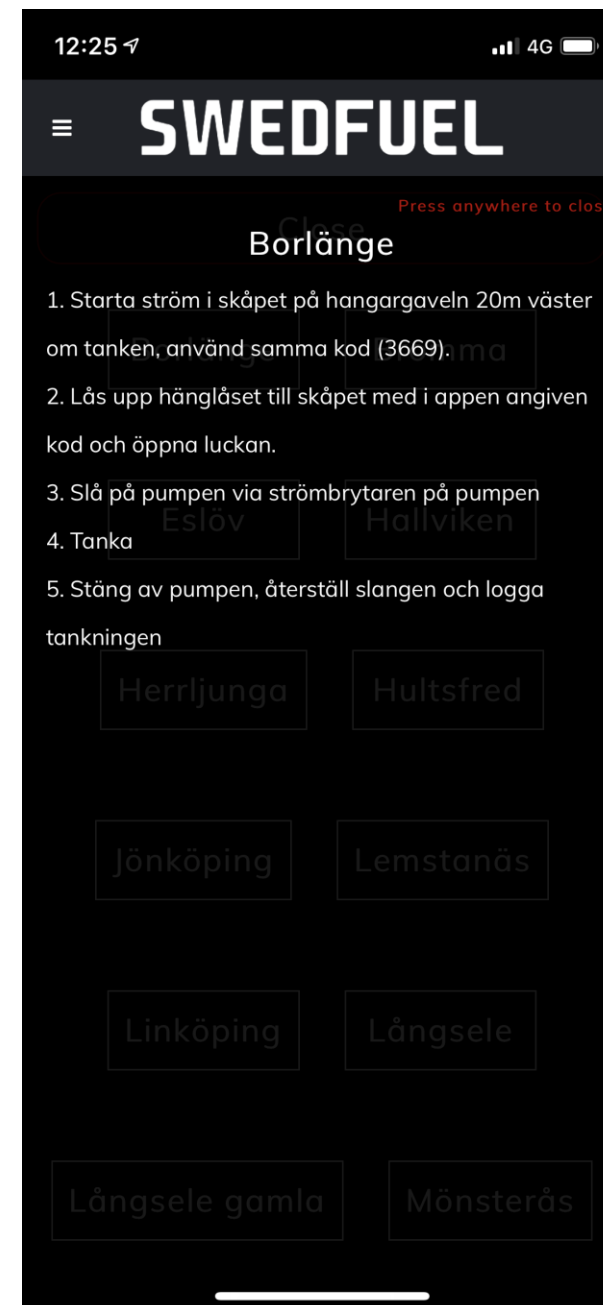 12:25
4G
SWEDFUEL
Press anywhere to clos
Close
Borlänge
1. Starta ström i skåpet på hangargaveln 20m väster
om tanken, använd samma kod (3669).
2. Lås upp hänglåset till skåpet med i appen angiven
kod och öppna luckan.
3. Slå på pumpen via strömbrytaren på pumpen
4. Tanka
5. Stäng av pumpen, återställ slangen och logga
tankningen
Borlänge
Bromma
Eslöv
Hallviken
Herrljunga
Hultsfred
Jönköping
Lemstanäs
Linköping
Långsele
Långsele gamla
Mönsterås